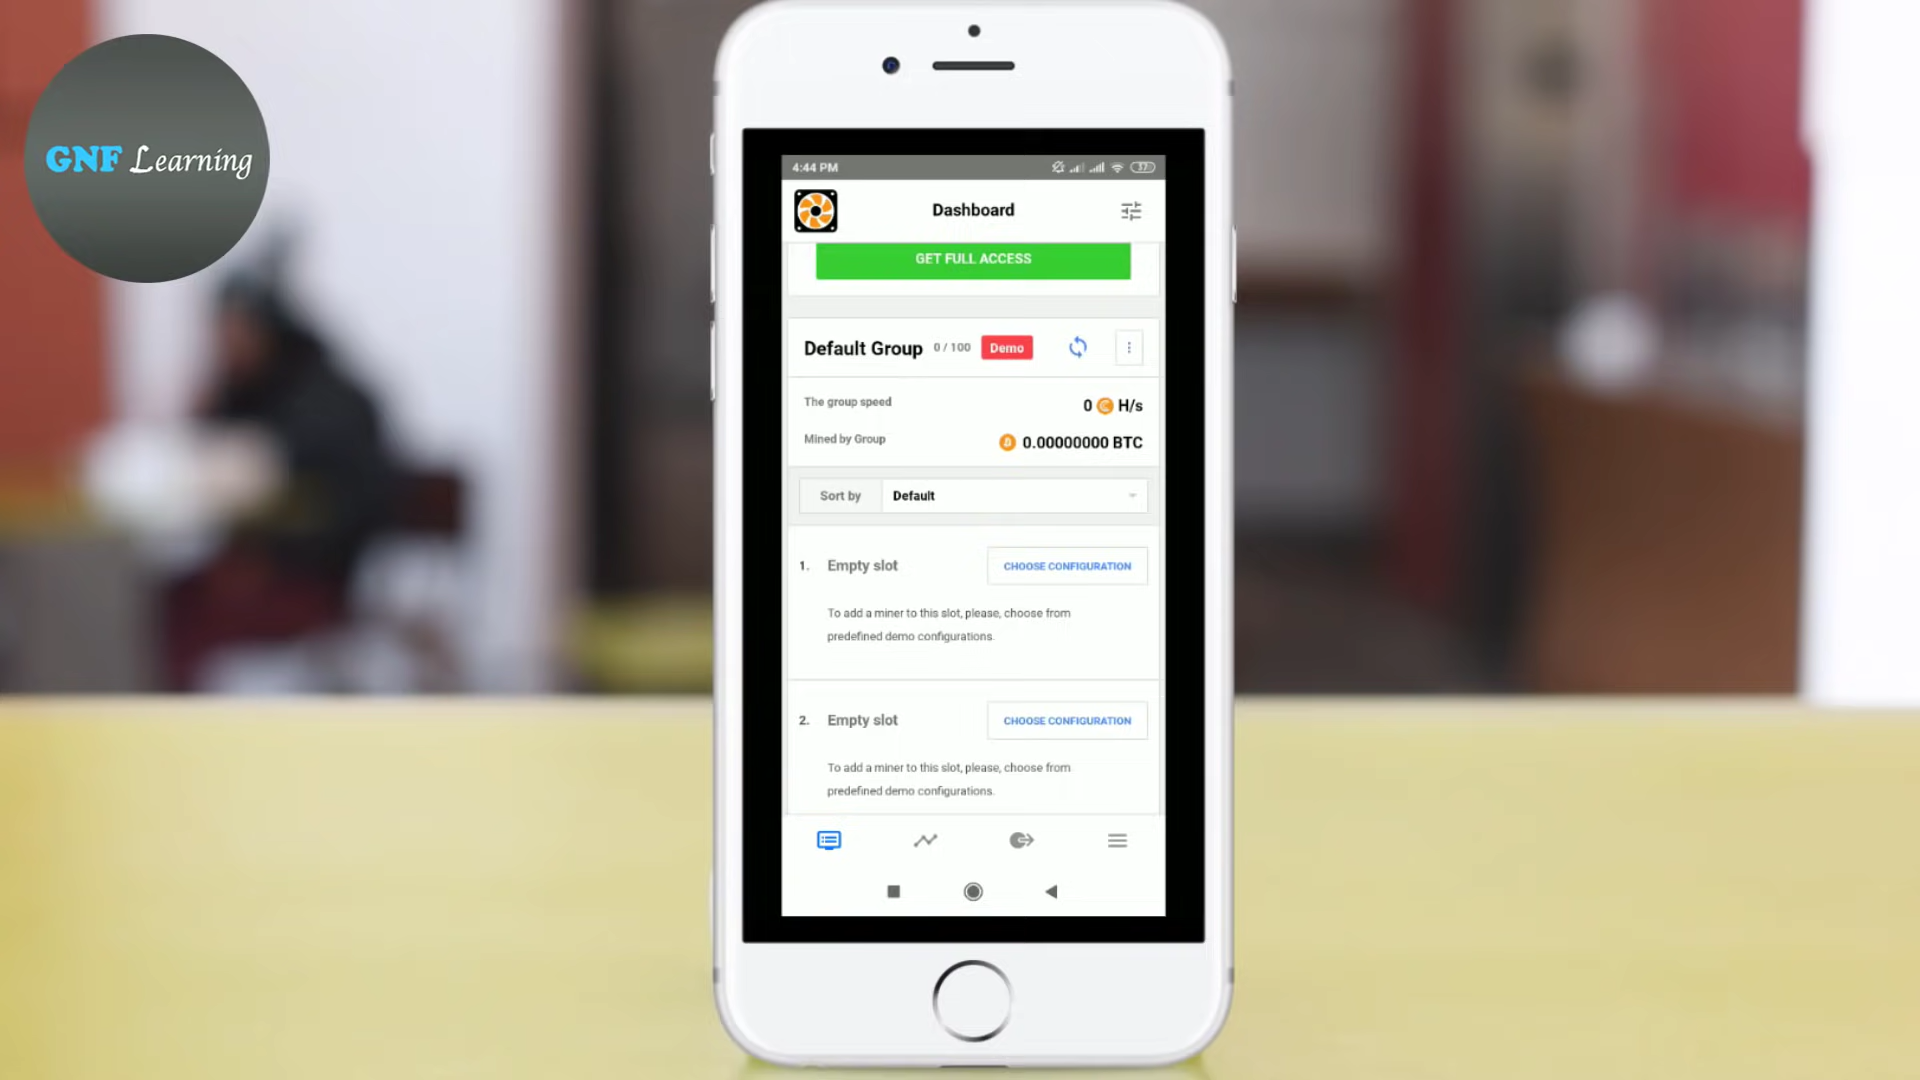 GNF Learning
4:44 PM
37
Dashboard
GET FULL ACCESS
Default Group 0 / 100 Demo
The group speed 0 H/s
Mined by Group 0.00000000 BTC
Sort by Default
1. Empty slot CHOOSE CONFIGURATION
To add a miner to this slot, please, choose from
predefined demo configurations.
2. Empty slot CHOOSE CONFIGURATION
To add a miner to this slot, please, choose from
predefined demo configurations.